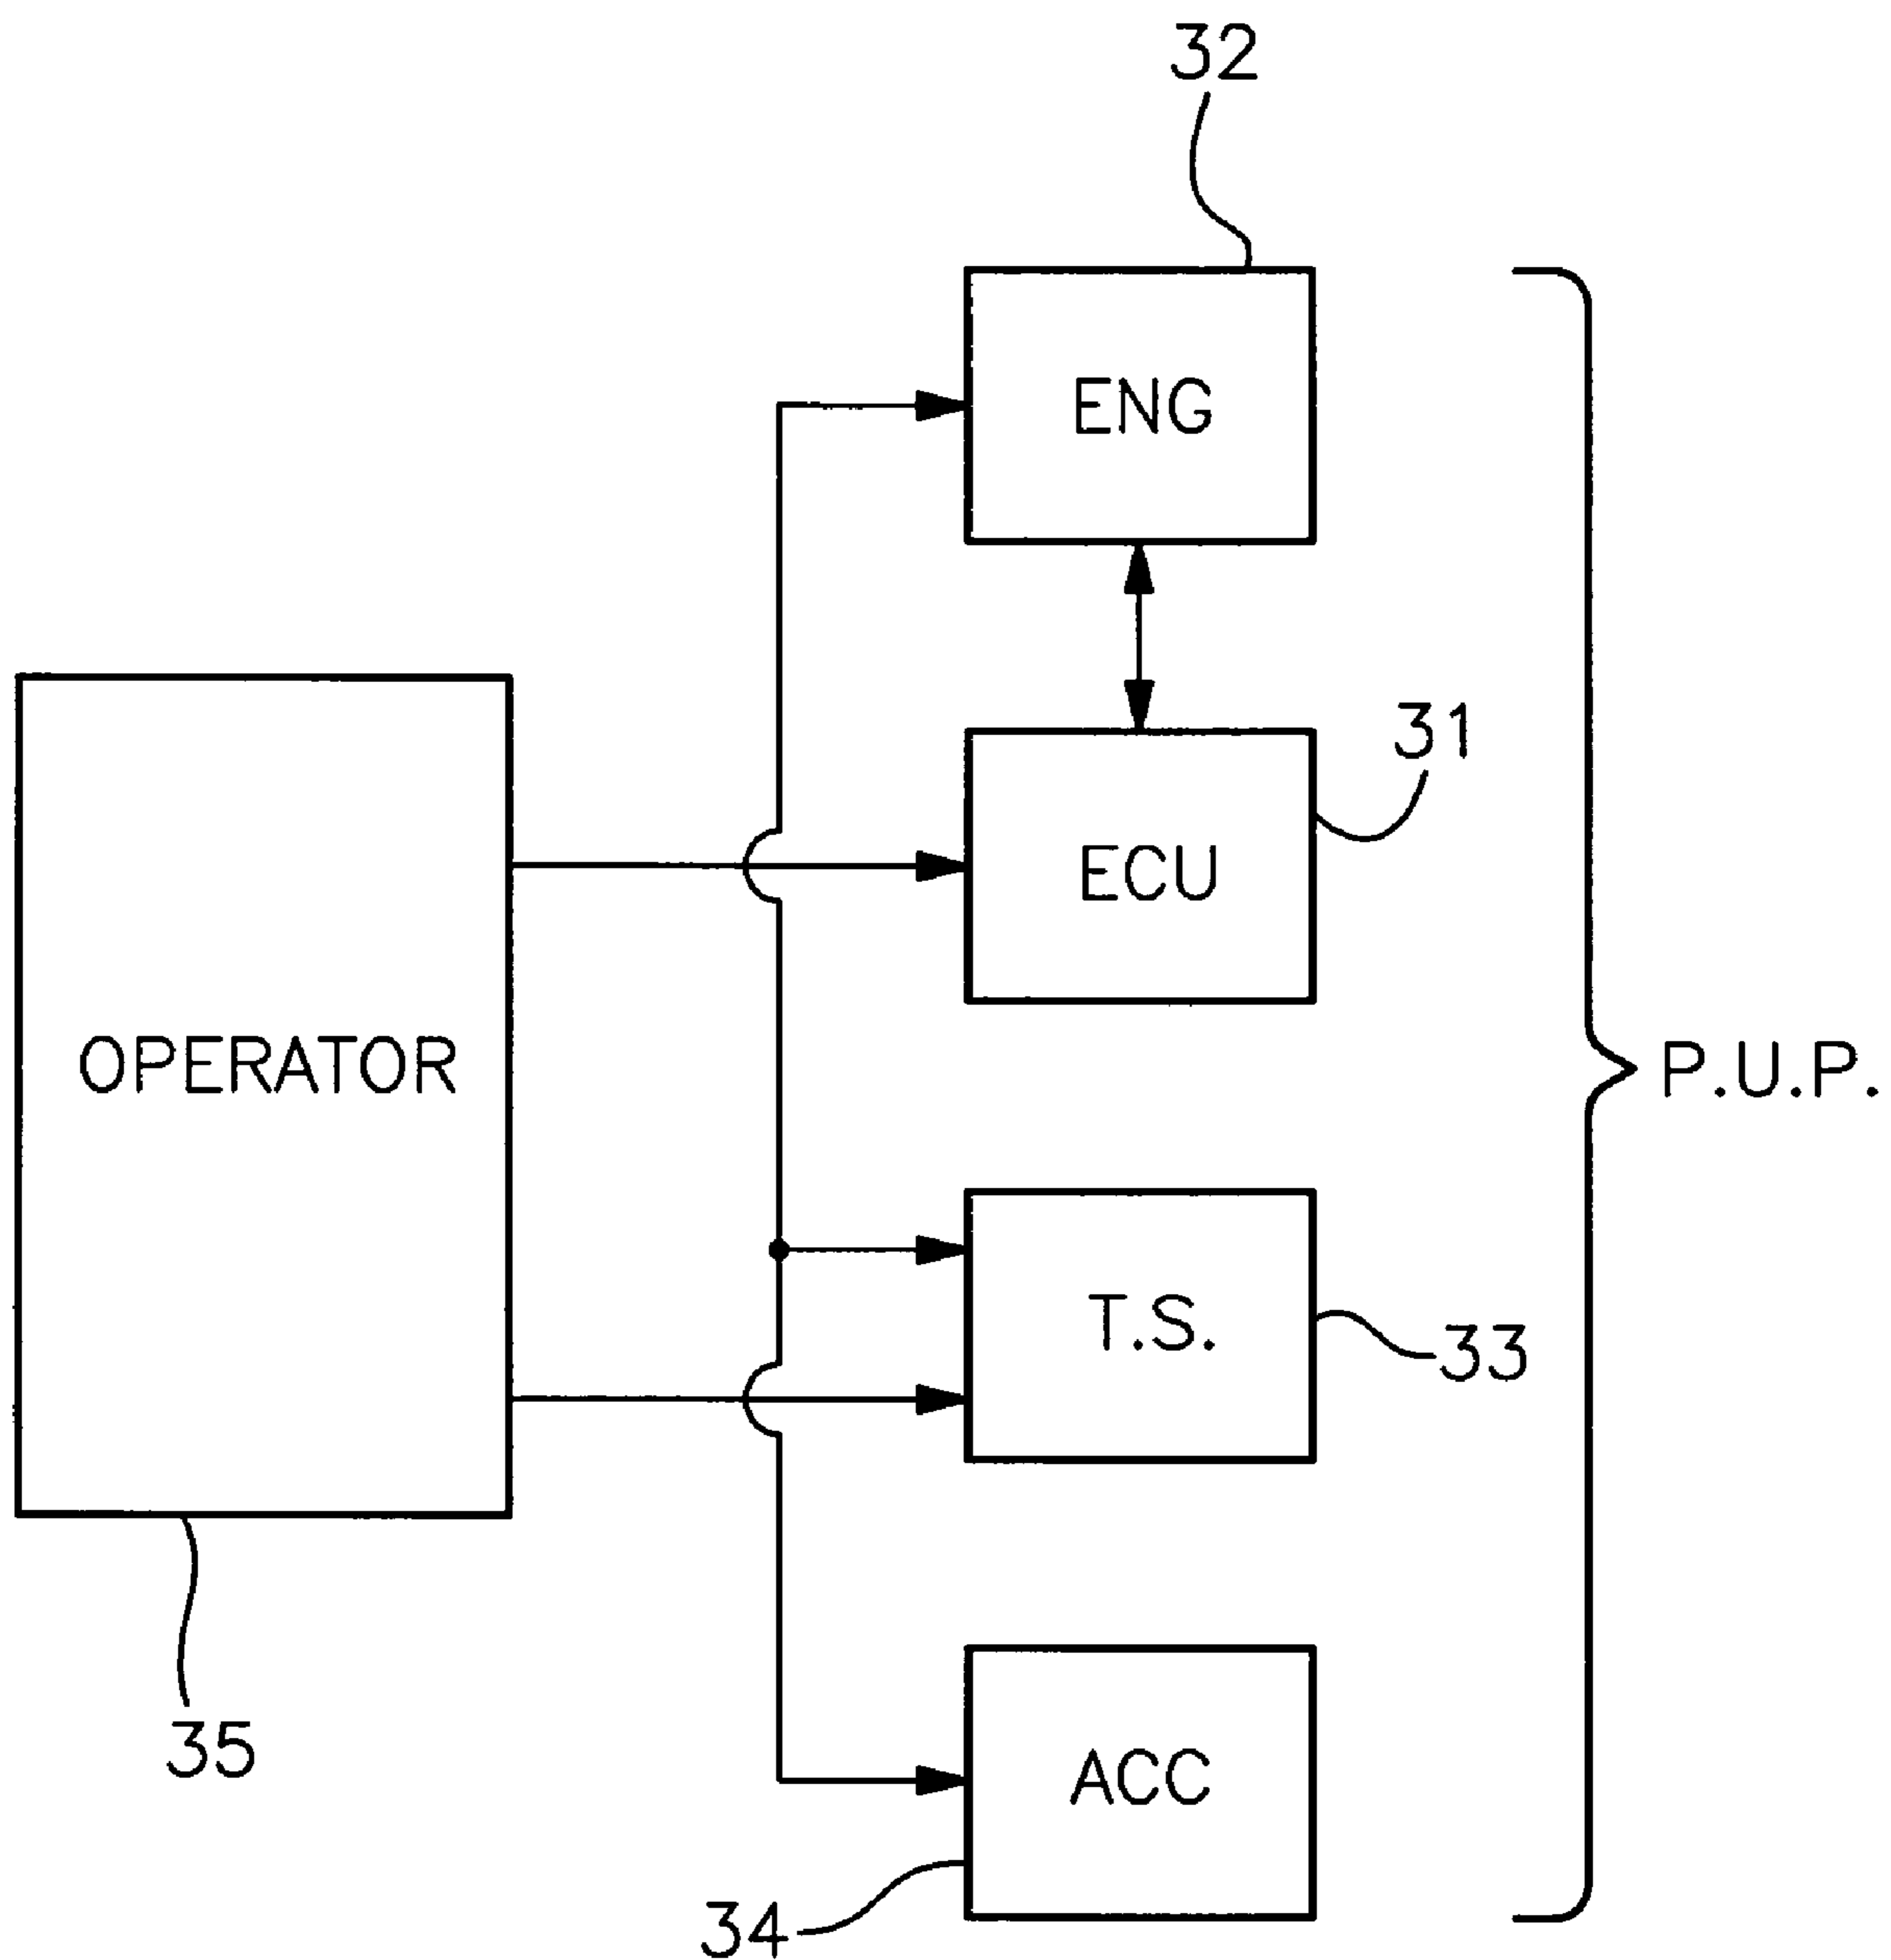 32
ENG
31
ECU
OPERATOR
P.U.P.
T.S.
33
35
ACC
34